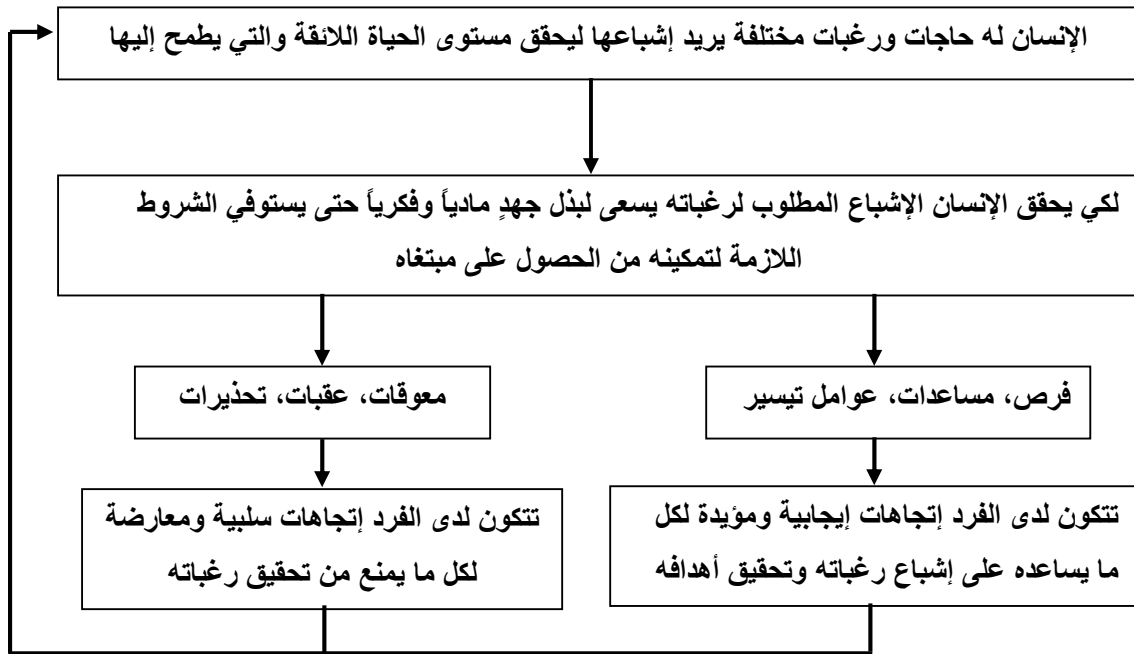 الإنسان له حاجات ورغبات مختلفة يريد إشباعها ليحقق مستوى الحياة اللائقة والتي يطمح إليها
لكي يحقق الإنسان الإشباع المطلوب لرغباته يسعى لبذل جهدٍ مادياً وفكرياً حتى يستوفي الشروط
اللازمة لتمكينه من الحصول على مبتغاه
فرص، مساعدات، عوامل تيسير
معوقات، عقبات، تحذيرات
تتكون لدى الفرد إتجاهات إيجابية ومؤيدة لكل
ما يساعده على إشباع رغباته وتحقيق أهدافه
تتكون لدى الفرد إتجاهات سلبية ومعارضة
لكل ما يمنع من تحقيق رغباته